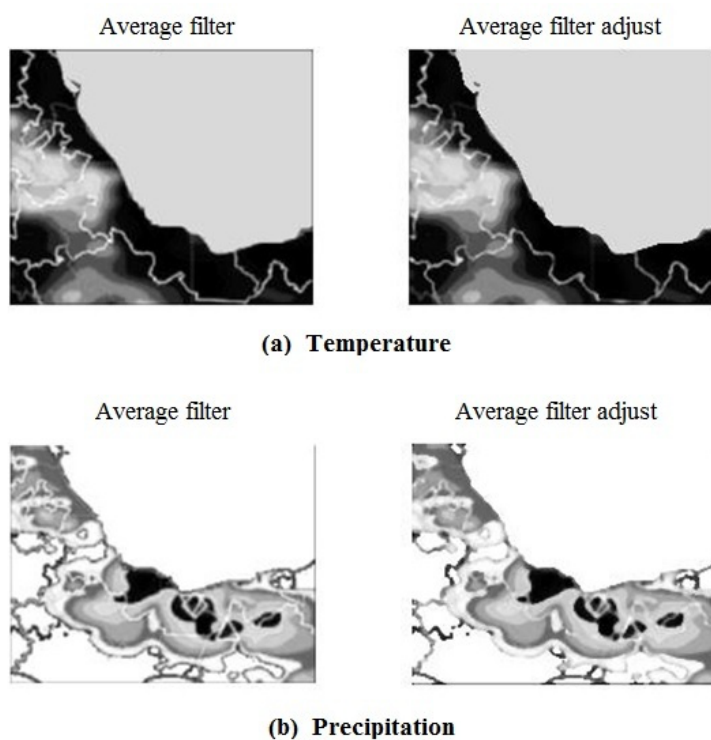 Average filter
Average filter adjust
(a) Temperature
Average filter
Average filter adjust
(b) Precipitation